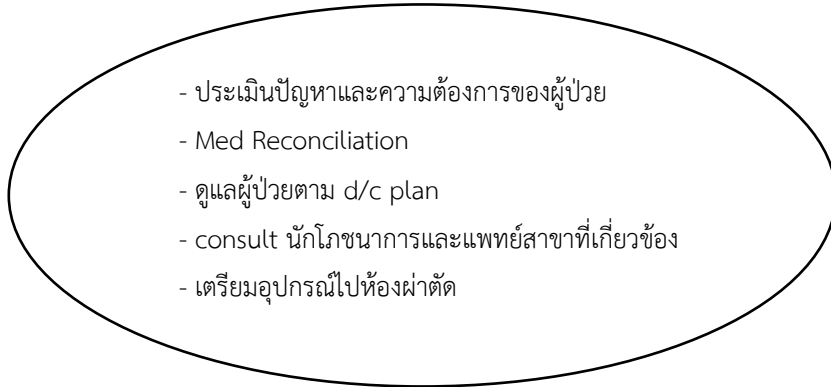 - ประเมินปัญหาและความต้องการของผู้ป่วย
- Med Reconciliation
- ดูแลผู้ป่วยตาม d/c plan
- consult นักโภชนาการและแพทย์สาขาที่เกี่ยวข้อง
- เตรียมอุปกรณ์ไปห้องผ่าตัด